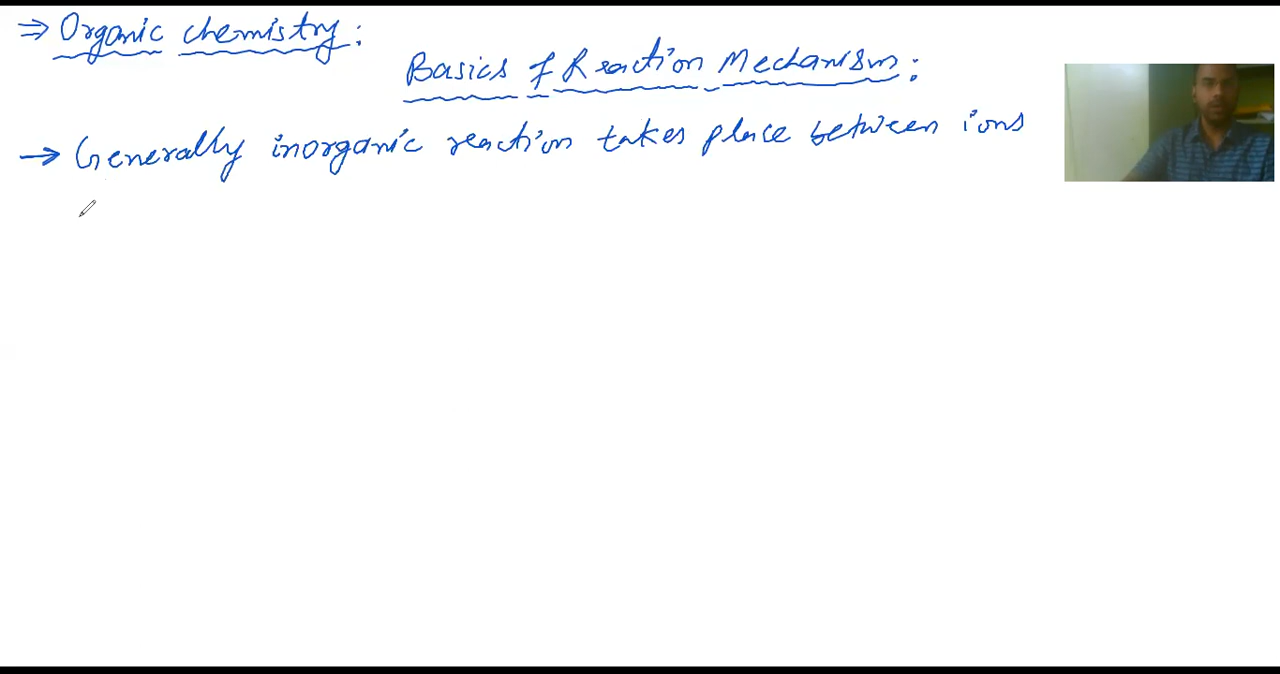 ⇒ Organic chemistry:
Basics of Reaction Mechanism:
→ Generally inorganic reaction takes place between ions